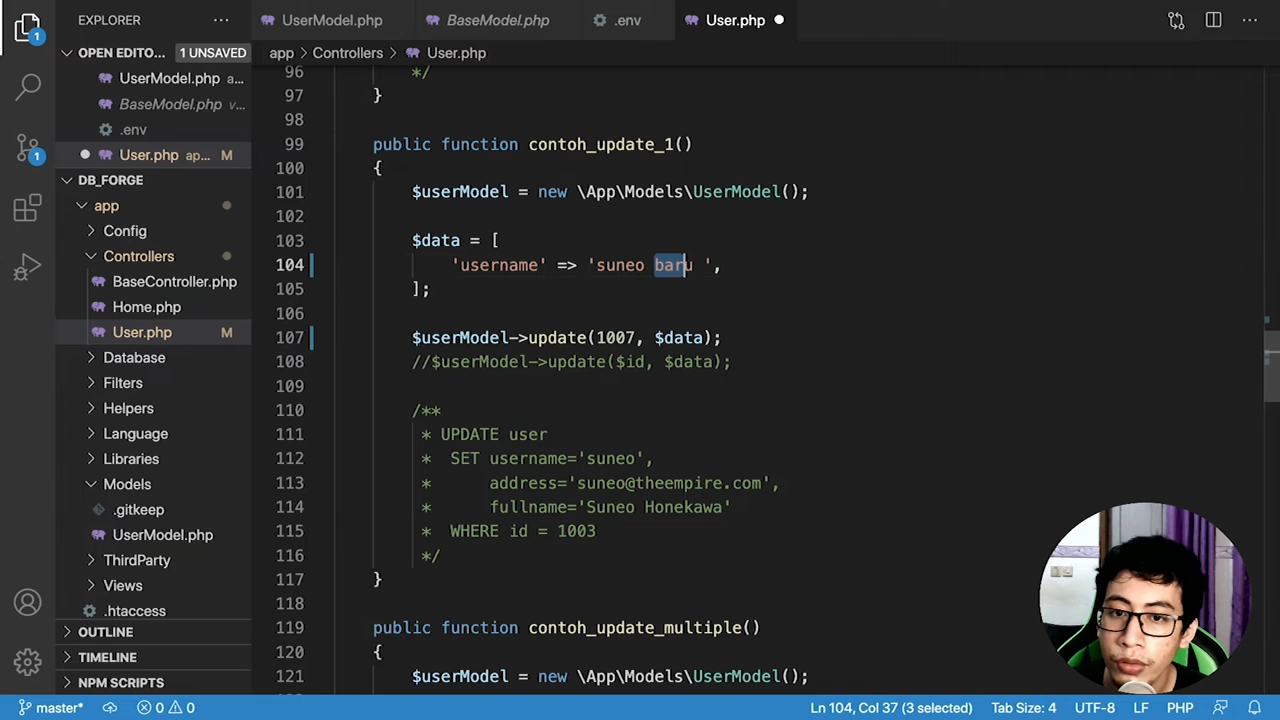 EXPLORER
UserModel.php
BaseModel.php
.env
User.php
OPEN EDITO...
1 UNSAVED
app > Controllers > User.php
UserModel.php a...
BaseModel.php v...
.env
User.php app... M
DB_FORGE
app
Config
Controllers
BaseController.php
Home.php
User.php M
Database
Filters
Helpers
Language
Libraries
Models
.gitkeep
UserModel.php
ThirdParty
Views
.htaccess
OUTLINE
TIMELINE
NPM SCRIPTS
1
1
96 */
97 }
98
99 public function contoh_update_1()
100 {
101 $userModel = new \App\Models\UserModel();
102
103 $data = [
104 'username' => 'suneo baru ',
105 ];
106
107 $userModel->update(1007, $data);
108 //$userModel->update($id, $data);
109
110 /**
111 * UPDATE user
112 * SET username='suneo',
113 * address='suneo@theempire.com',
114 * fullname='Suneo Honekawa'
115 * WHERE id = 1003
116 */
117 }
118
119 public function contoh_update_multiple()
120 {
121 $userModel = new \App\Models\UserModel();
master* 0 0 Ln 104, Col 37 (3 selected) Tab Size: 4 UTF-8 LF PHP